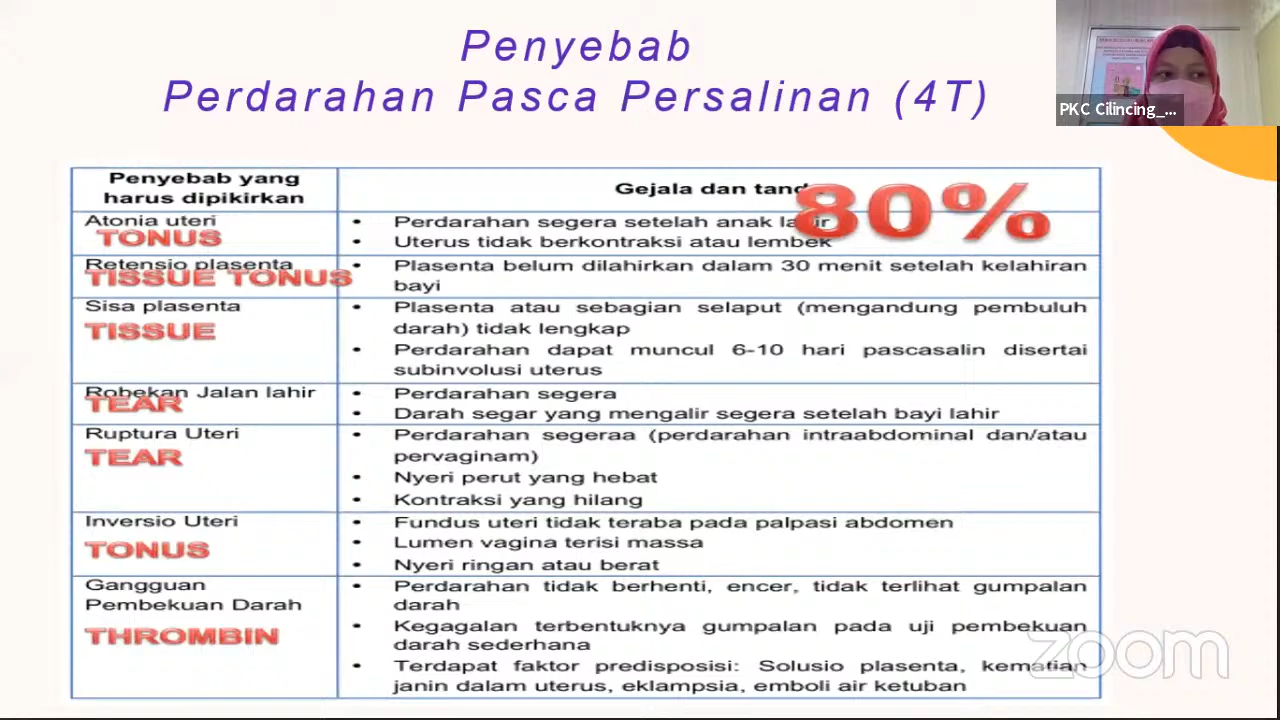 Penyebab
Perdarahan Pasca Persalinan (4T)
PKC Cilincing_...
Penyebab yang
harus dipikirkan
Gejala dan tand
80%
Atonia uteri
TONUS
• Perdarahan segera setelah anak lahir
• Uterus tidak berkontraksi atau lembek
Retensio plasenta
TISSUE TONUS
• Plasenta belum dilahirkan dalam 30 menit setelah kelahiran
bayi
Sisa plasenta
TISSUE
• Plasenta atau sebagian selaput (mengandung pembuluh
darah) tidak lengkap
• Perdarahan dapat muncul 6-10 hari pascasalin disertai
subinvolusi uterus
Robekan Jalan lahir
TEAR
• Perdarahan segera
• Darah segar yang mengalir segera setelah bayi lahir
Ruptura Uteri
TEAR
• Perdarahan segeraa (perdarahan intraabdominal dan/atau
pervaginam)
• Nyeri perut yang hebat
• Kontraksi yang hilang
Inversio Uteri
TONUS
• Fundus uteri tidak teraba pada palpasi abdomen
• Lumen vagina terisi massa
• Nyeri ringan atau berat
Gangguan
Pembekuan Darah
THROMBIN
• Perdarahan tidak berhenti, encer, tidak terlihat gumpalan
darah
• Kegagalan terbentuknya gumpalan pada uji pembekuan
darah sederhana
• Terdapat faktor predisposisi: Solusio plasenta, kematian
janin dalam uterus, eklampsia, emboli air ketuban
zoom